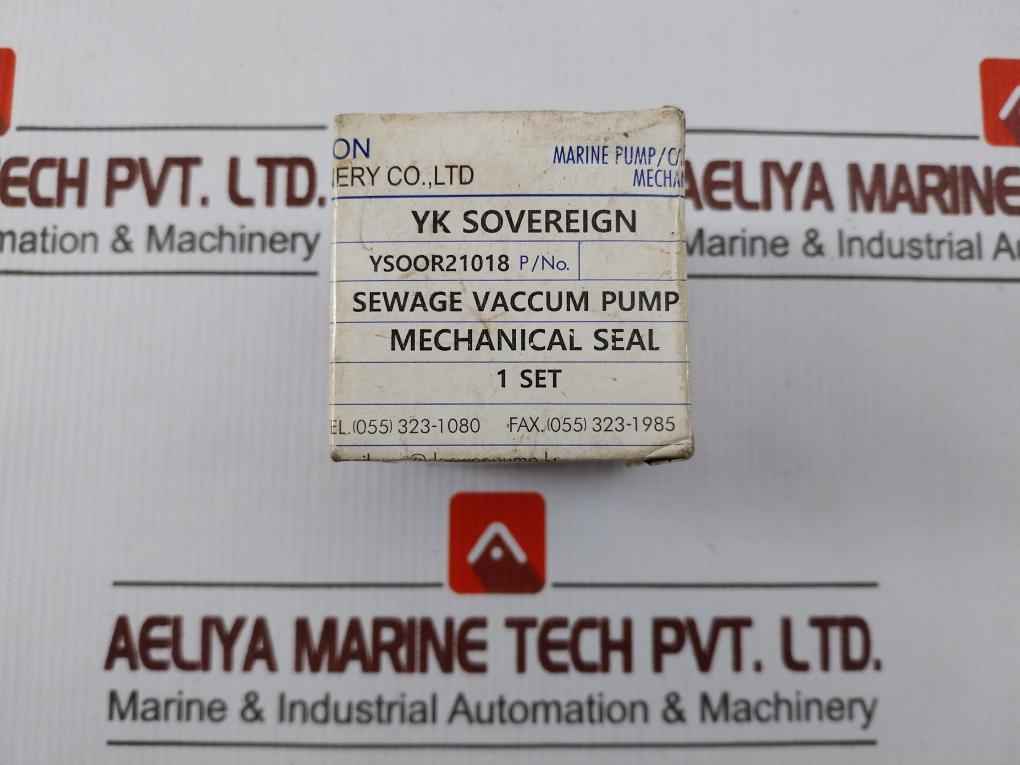 ON
ERY CO.,LTD
MARINE PUMP/C
MECHA
YK SOVEREIGN
YSOOR21018 P/No.
SEWAGE VACCUM PUMP
MECHANICAL SEAL
1 SET
EL.(055) 323-1080 FAX.(055) 323-1985
ECH PVT. LTD.
mation & Machinery
AELIYA MARINE
Marine & Industrial Au
AELIYA MARINE TECH PVT. LTD.
Marine & Industrial Automation & Machinery